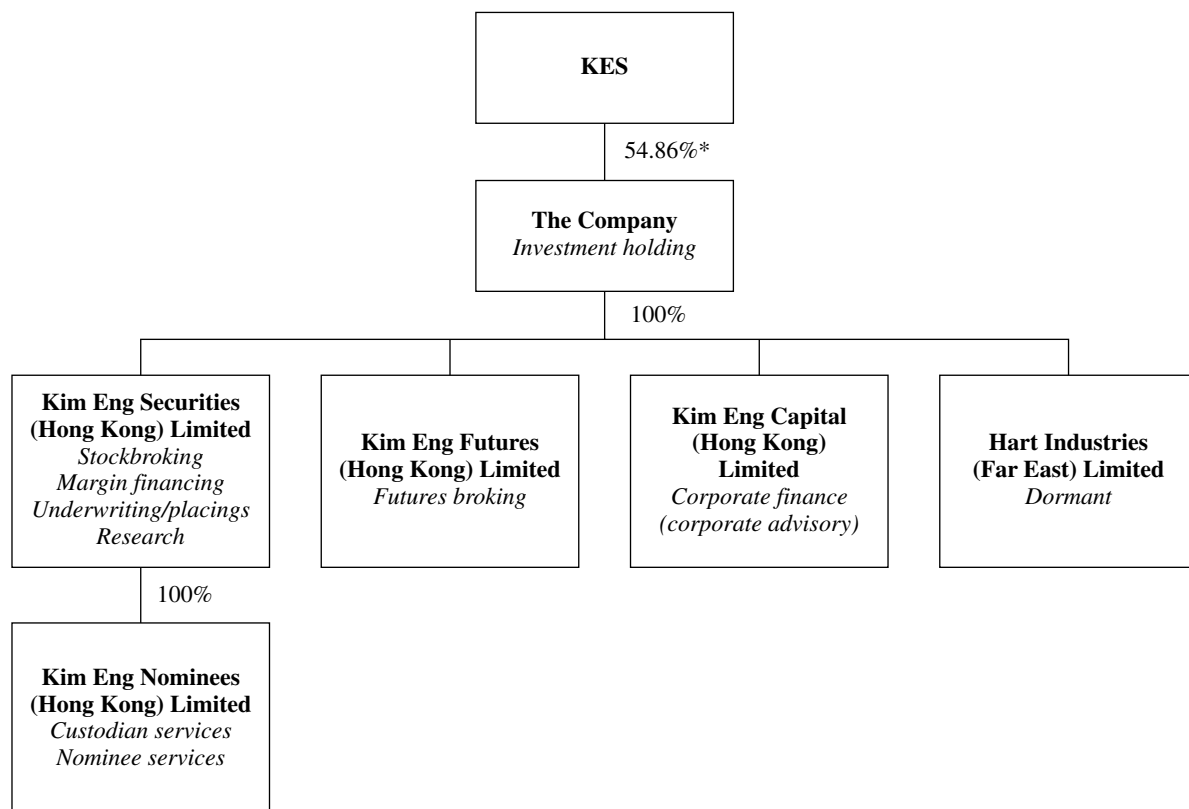 KES
54.86%*
The Company
Investment holding
100%
Kim Eng Securities
(Hong Kong) Limited
Stockbroking
Margin financing
Underwriting/placings
Research
Kim Eng Futures
(Hong Kong) Limited
Futures broking
Kim Eng Capital
(Hong Kong)
Limited
Corporate finance
(corporate advisory)
Hart Industries
(Far East) Limited
Dormant
100%
Kim Eng Nominees
(Hong Kong) Limited
Custodian services
Nominee services